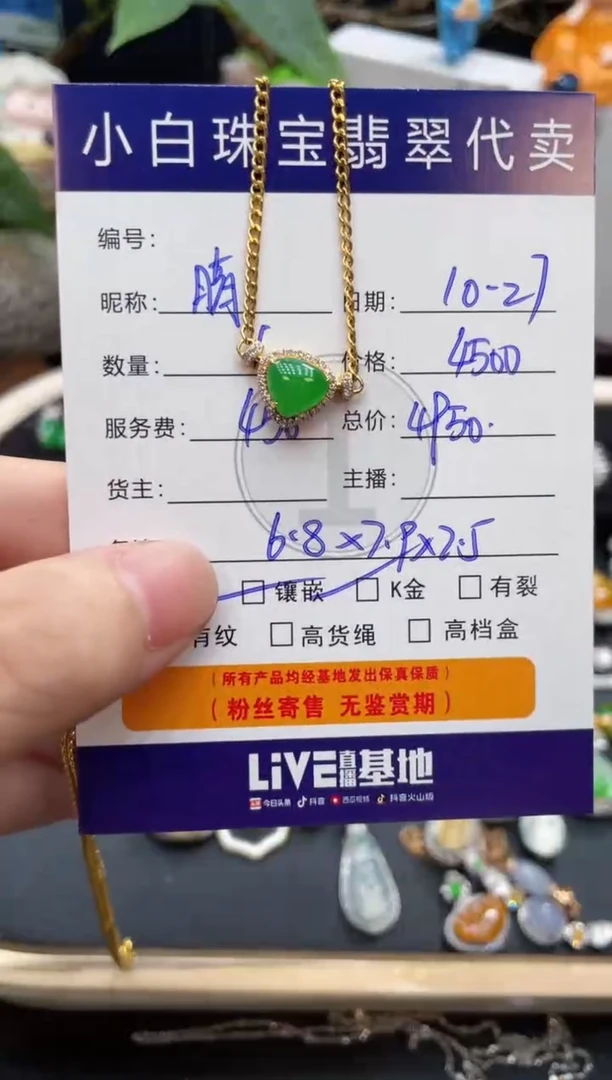 小白珠宝翡翠代卖
编号:
昵称: 日期: 10-27
数量: 价格: 4500
服务费: 450 总价: 4950.
货主: 主播:
6.8×7.9×2.5
镶嵌 K金 有裂
有纹 高货绳 高档盒
(所有产品均经基地发出保真保质)
(粉丝寄售 无鉴赏期)
LiVE直播基地
今日头条 抖音 西瓜视频 抖音火山版